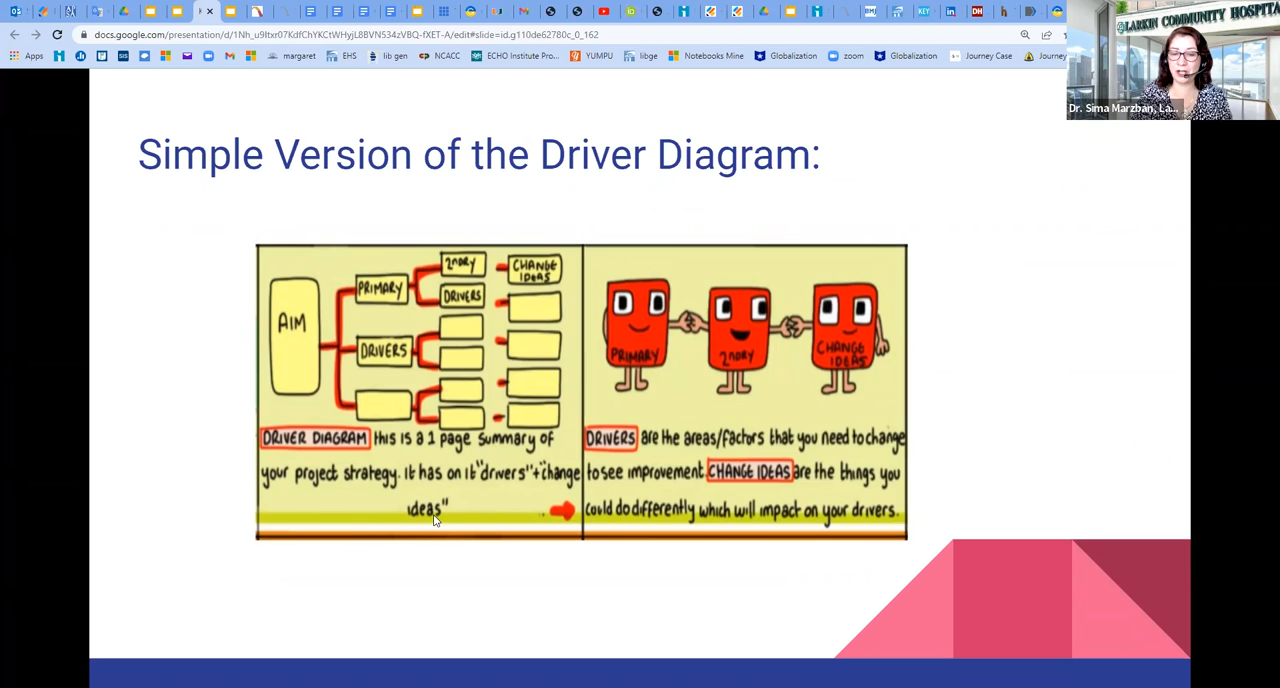 docs.google.com/presentation/d/1Nh_u9Itxr07KdfChYKCtWHyjL8BVN534zVBQ-JzET-A/edit#slide=id.g110de62780c_0_162
Apps
margaret
EHS
lib gen
NCACC
ECHO Institute Pro...
YUMPU
libge
Notebooks Mine
Globalization
zoom
Globalization
Journey Case
Journey
LARKIN COMMUNITY HOSPITA
Dr. Sima Marzban, La...
Simple Version of the Driver Diagram:
AIM
PRIMARY
DRIVERS
2NDRY
DRIVERS
CHANGE
IDEAS
DRIVER DIAGRAM this is a 1 page summary of
your project strategy. It has on it "drivers"+"change
ideas"
PRIMARY
2NDRY
CHANGE
IDEAS
DRIVERS are the areas/factors that you need to change
to see improvement. CHANGE IDEAS are the things you
could do differently which will impact on your drivers.